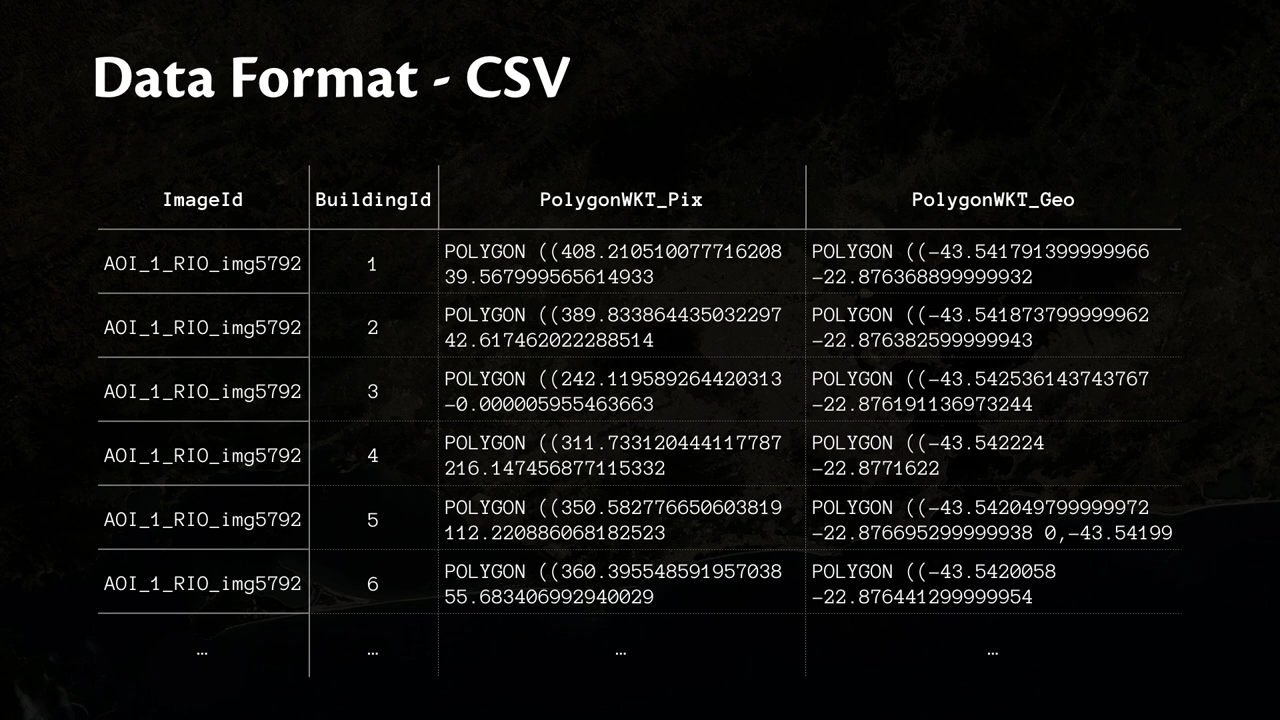 Data Format - CSV
ImageId BuildingId PolygonWKT_Pix PolygonWKT_Geo
AOI_1_RIO_img5792 1 POLYGON ((408.210510077716208 POLYGON ((-43.541791399999966
39.567999565614933 -22.876368899999932
AOI_1_RIO_img5792 2 POLYGON ((389.833864435032297 POLYGON ((-43.541873799999962
42.617462022288514 -22.876382599999943
AOI_1_RIO_img5792 3 POLYGON ((242.119589264420313 POLYGON ((-43.542536143743767
-0.000005955463663 -22.876191136973244
AOI_1_RIO_img5792 4 POLYGON ((311.733120444117787 POLYGON ((-43.542224
216.147456877115332 -22.8771622
AOI_1_RIO_img5792 5 POLYGON ((350.582776650603819 POLYGON ((-43.542049799999972
112.220886068182523 -22.876695299999938 0,-43.54199
AOI_1_RIO_img5792 6 POLYGON ((360.395548591957038 POLYGON ((-43.5420058
55.683406992940029 -22.876441299999954
… … … …